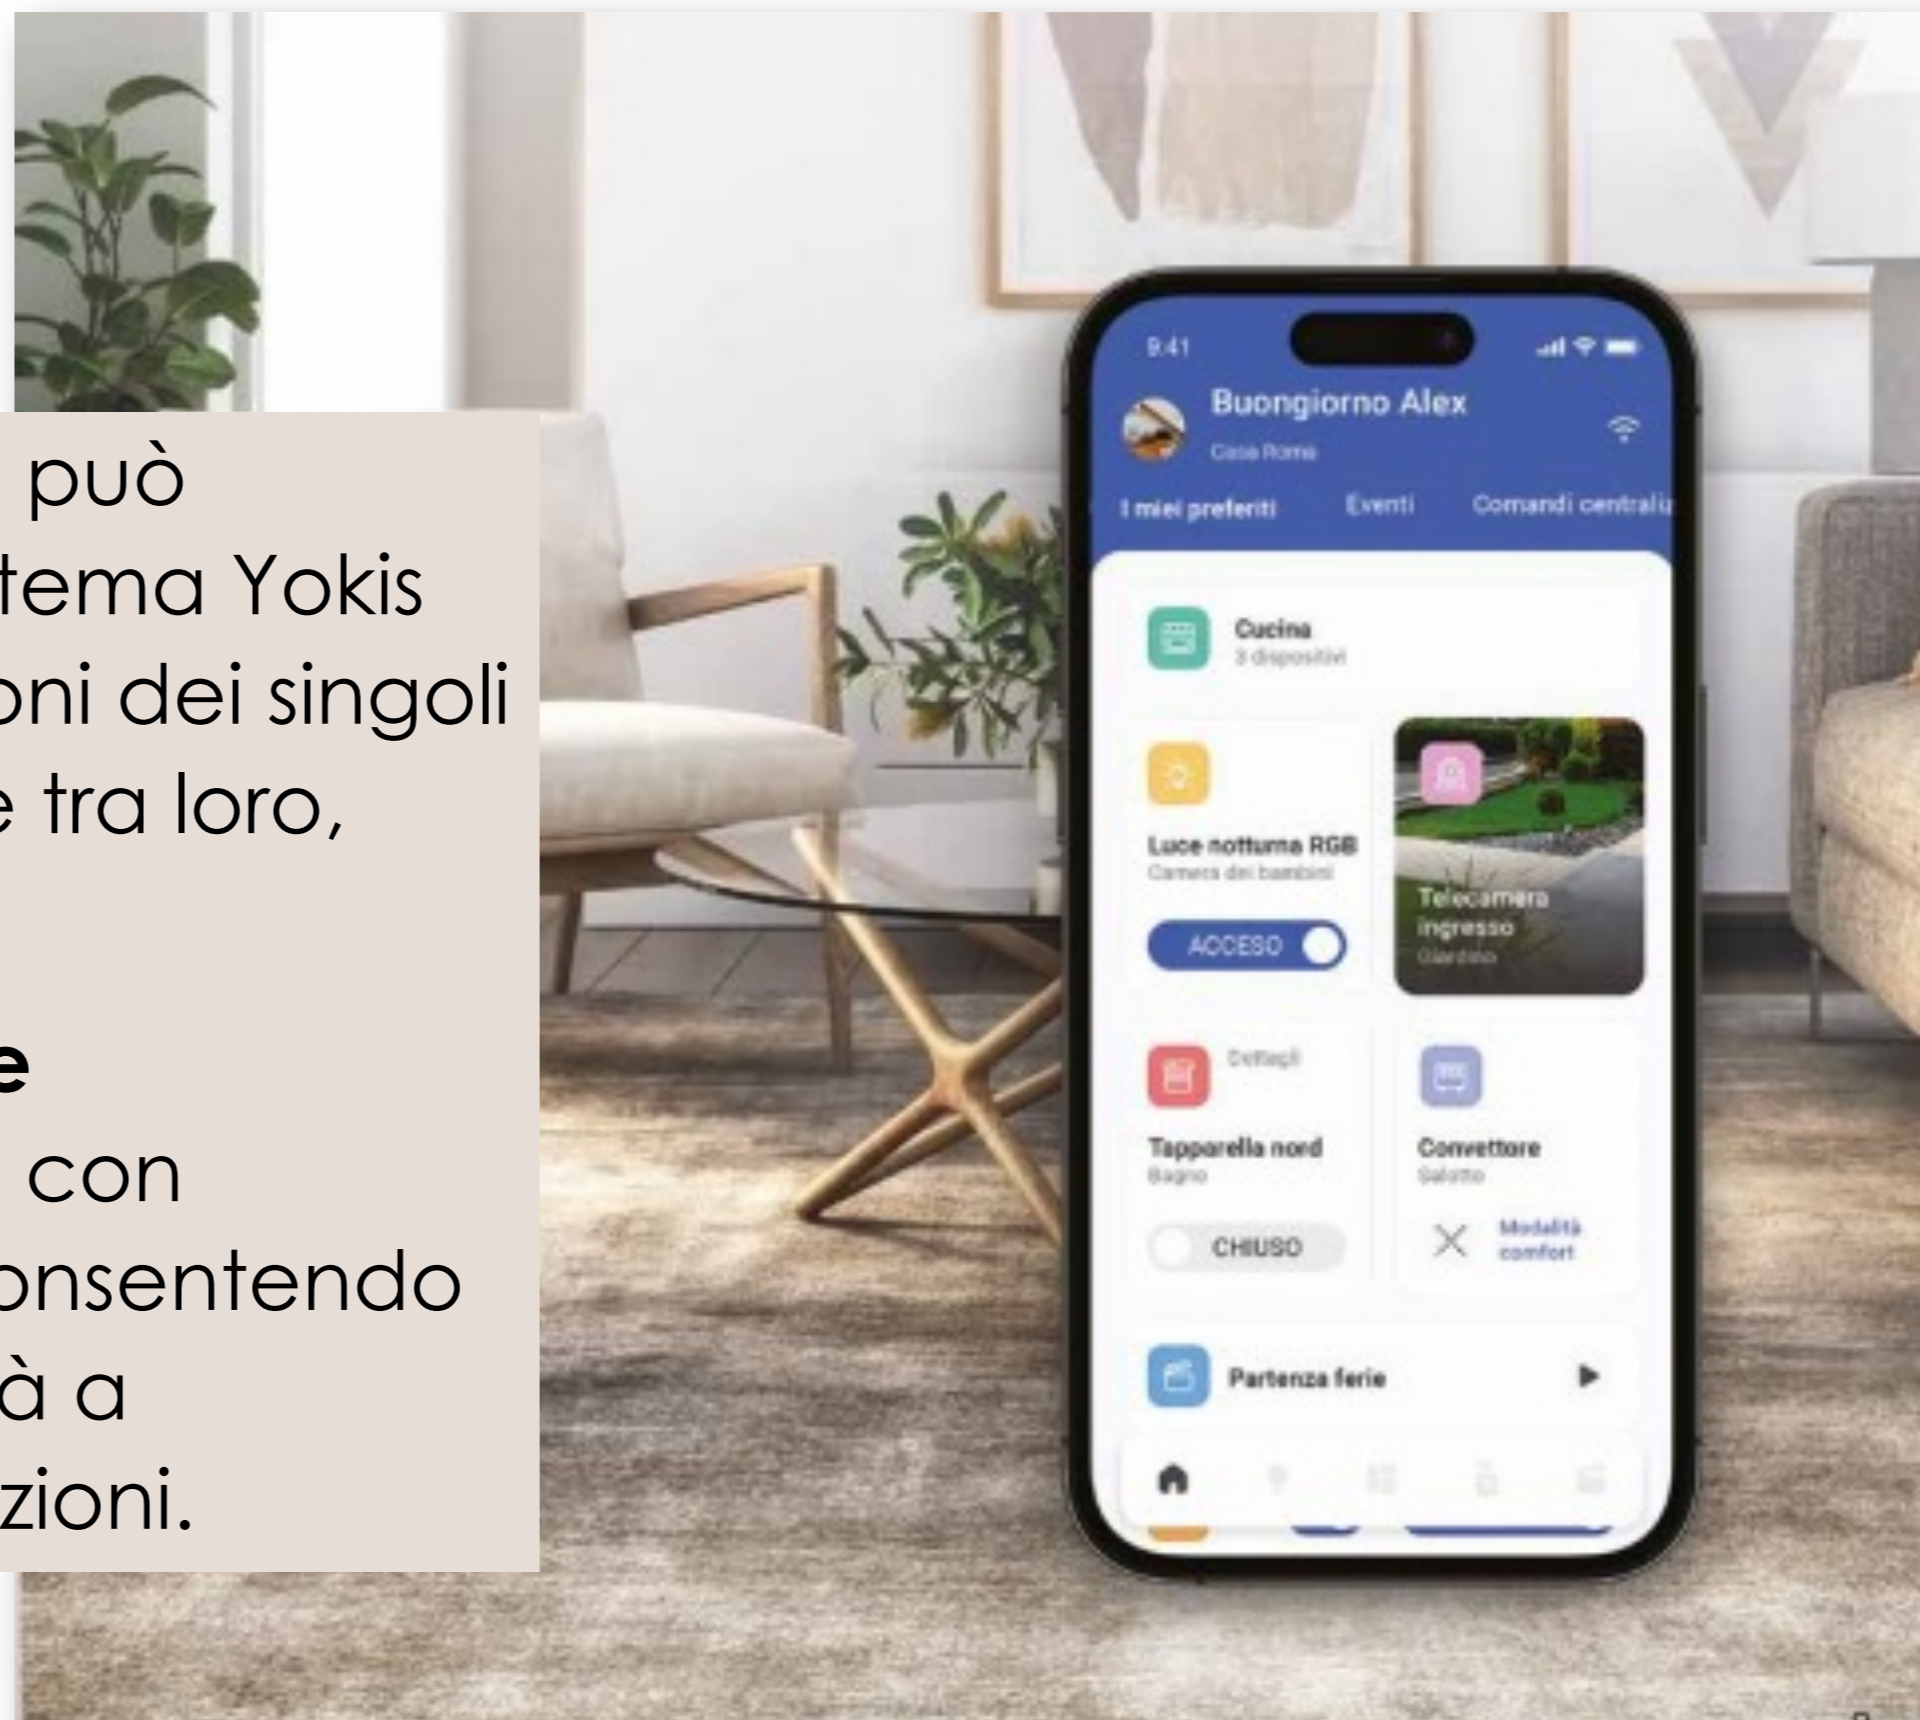 può
tema Yokis
oni dei singoli
e tra loro,
e
con
onsentendo
à a
zioni.
9:41
Buongiorno Alex
Casa Roma
I miei preferiti Eventi Comandi centraliz
Cucina
3 dispositivi
Luce notturna RGB
Camera dei bambini
ACCESO
Telecamera
ingresso
Giardino
Dettagli
Tapparella nord
Bagno
CHIUSO
Convettore
Salotto
Modalità
comfort
Partenza ferie